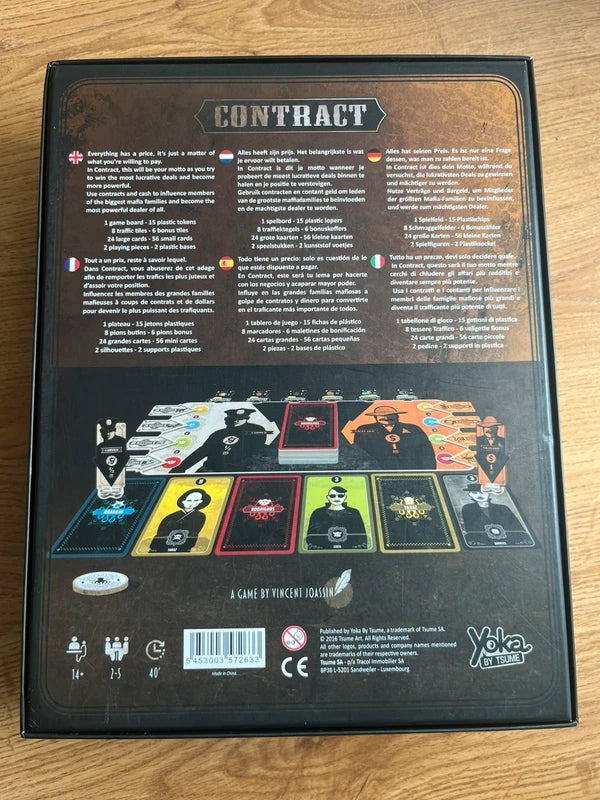 CONTRACT
Everything has a price, it's just a matter of
what you're willing to pay.
In Contract, this will be your motto as you try
to win the most lucrative deals and become
more powerful.
Use contracts and cash to influence members
of the biggest mafia families and become the
most powerful dealer of all.
1 game board - 15 plastic tokens
8 traffic tiles - 6 bonus tiles
24 large cards - 56 small cards
2 playing pieces - 2 plastic bases
Alles heeft zijn prijs. Het belangrijkste is wat
je ervoor wilt betalen.
In Contract is dit je motto wanneer je
probeert de meest lucratieve deals binnen te
halen en je positie te verstevigen.
Gebruik contracten en contant geld om leden
van de grootste maffiafamilies te beïnvloeden
en de machtigste dealer te worden.
1 spelbord - 15 plastic lopers
8 traffiektegels - 6 bonuskoffers
24 grote kaarten - 56 kleine kaarten
2 speelstukken - 2 kunststof voetjes
Alles hat seinen Preis. Es ist nur eine Frage
dessen, was man zu zahlen bereit ist.
In Contract ist dies dein Motto, während du
versuchst, die lukrativsten Deals zu gewinnen
und mächtiger zu werden.
Nutze Verträge und Bargeld, um Mitglieder
der größten Mafia-Familien zu beeinflussen,
und werde zum mächtigsten Dealer.
1 Spielfeld - 15 Plastikchips
8 Schmuggelfelder - 6 Bonuszähler
24 große Karten - 56 kleine Karten
2 Spielfiguren - 2 Plastiksockel
Tout a un prix, reste à savoir lequel.
Dans Contract, vous abuserez de cet adage
afin de remporter les trafics les plus juteux et
d'assoir votre position.
Influencez les membres des grandes familles
mafieuses à coups de contrats et de dollars
pour devenir le plus puissant des trafiquants.
1 plateau - 15 jetons plastiques
8 pions butins - 6 pions bonus
24 grandes cartes - 56 mini cartes
2 silhouettes - 2 supports plastiques
Todo tiene un precio: solo es cuestión de lo
que estés dispuesto a pagar.
En Contract, este será tu lema por hacerte
con los negocios y acaparar mayor poder.
Influye en las grandes familias mafiosas a
golpe de contratos y dinero para convertirte
en el traficante más importante de todos.
1 tablero de juego - 15 fichas de plástico
8 marcadores - 6 maletines de bonificación
24 cartas grandes - 56 cartas pequeñas
2 piezas - 2 bases de plástico
Tutto ha un prezzo, devi solo decidere quale.
In Contract, questo sarà il tuo motto mentre
cerchi di chiudere gli affari più redditizi e
diventare sempre più potente.
Usa i contratti e i contanti per influenzare i
membri delle famiglie mafiose più grandi e
diventa il trafficante più potente di tutti.
1 tabellone di gioco - 15 gettoni di plastica
8 tessere Traffico - 6 valigette Bonus
24 carte grandi - 56 carte piccole
2 pedine - 2 supporti in plastica
RODRIGUOS
8
3
A GAME BY VINCENT JOASSIN
14+
2-5
40'
5 453003 572633
Made in China.
0-3
CE
Published by Yoka By Tsume, a trademark of Tsume SA.
© 2016 Tsume Art. All Rights Reserved.
All other logos, products and company names mentioned
are trademarks of their respective owners.
Tsume SA - p/a Tracol Immobilier SA
BP38 L-5201 Sandweiler - Luxembourg
Yoka
BY TSUME